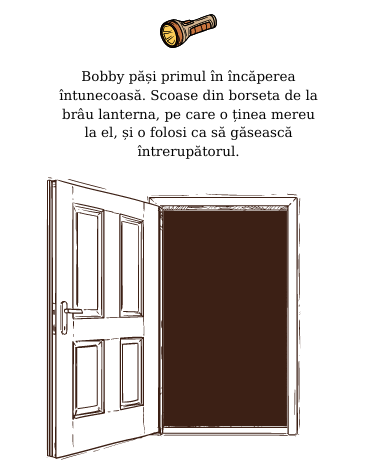 Bobby păși primul în încăperea
întunecoasă. Scoase din borseta de la
brâu lanterna, pe care o ținea mereu
la el, și o folosi ca să găsească
întrerupătorul.